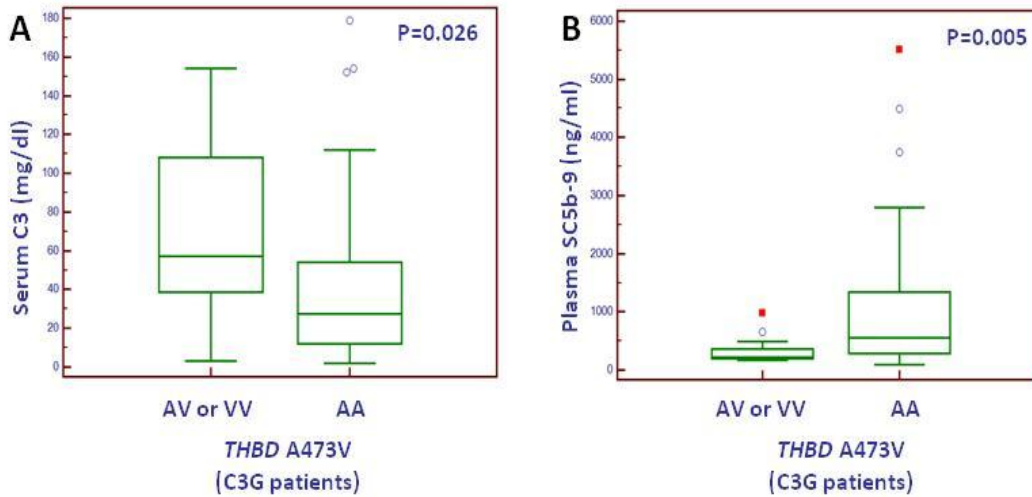 A
P=0.026
Serum C3 (mg/dl)
180
160
140
120
100
80
60
40
20
0
AV or VV AA
THBD A473V
(C3G patients)
B
P=0.005
Plasma SC5b-9 (ng/ml)
6000
5000
4000
3000
2000
1000
0
AV or VV AA
THBD A473V
(C3G patients)